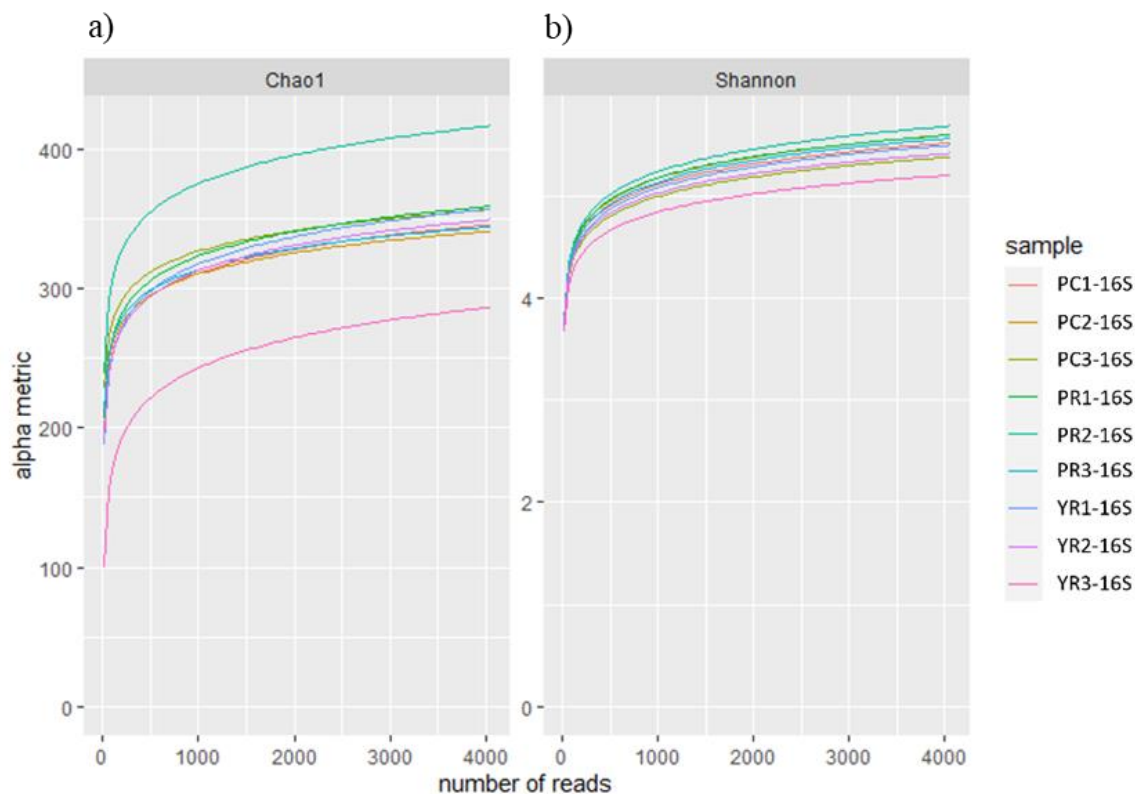 a)
b)
Chao1
Shannon
400
300
200
100
0
4
2
0
alpha metric
0 1000 2000 3000 4000
0 1000 2000 3000 4000
number of reads
sample
PC1-16S
PC2-16S
PC3-16S
PR1-16S
PR2-16S
PR3-16S
YR1-16S
YR2-16S
YR3-16S